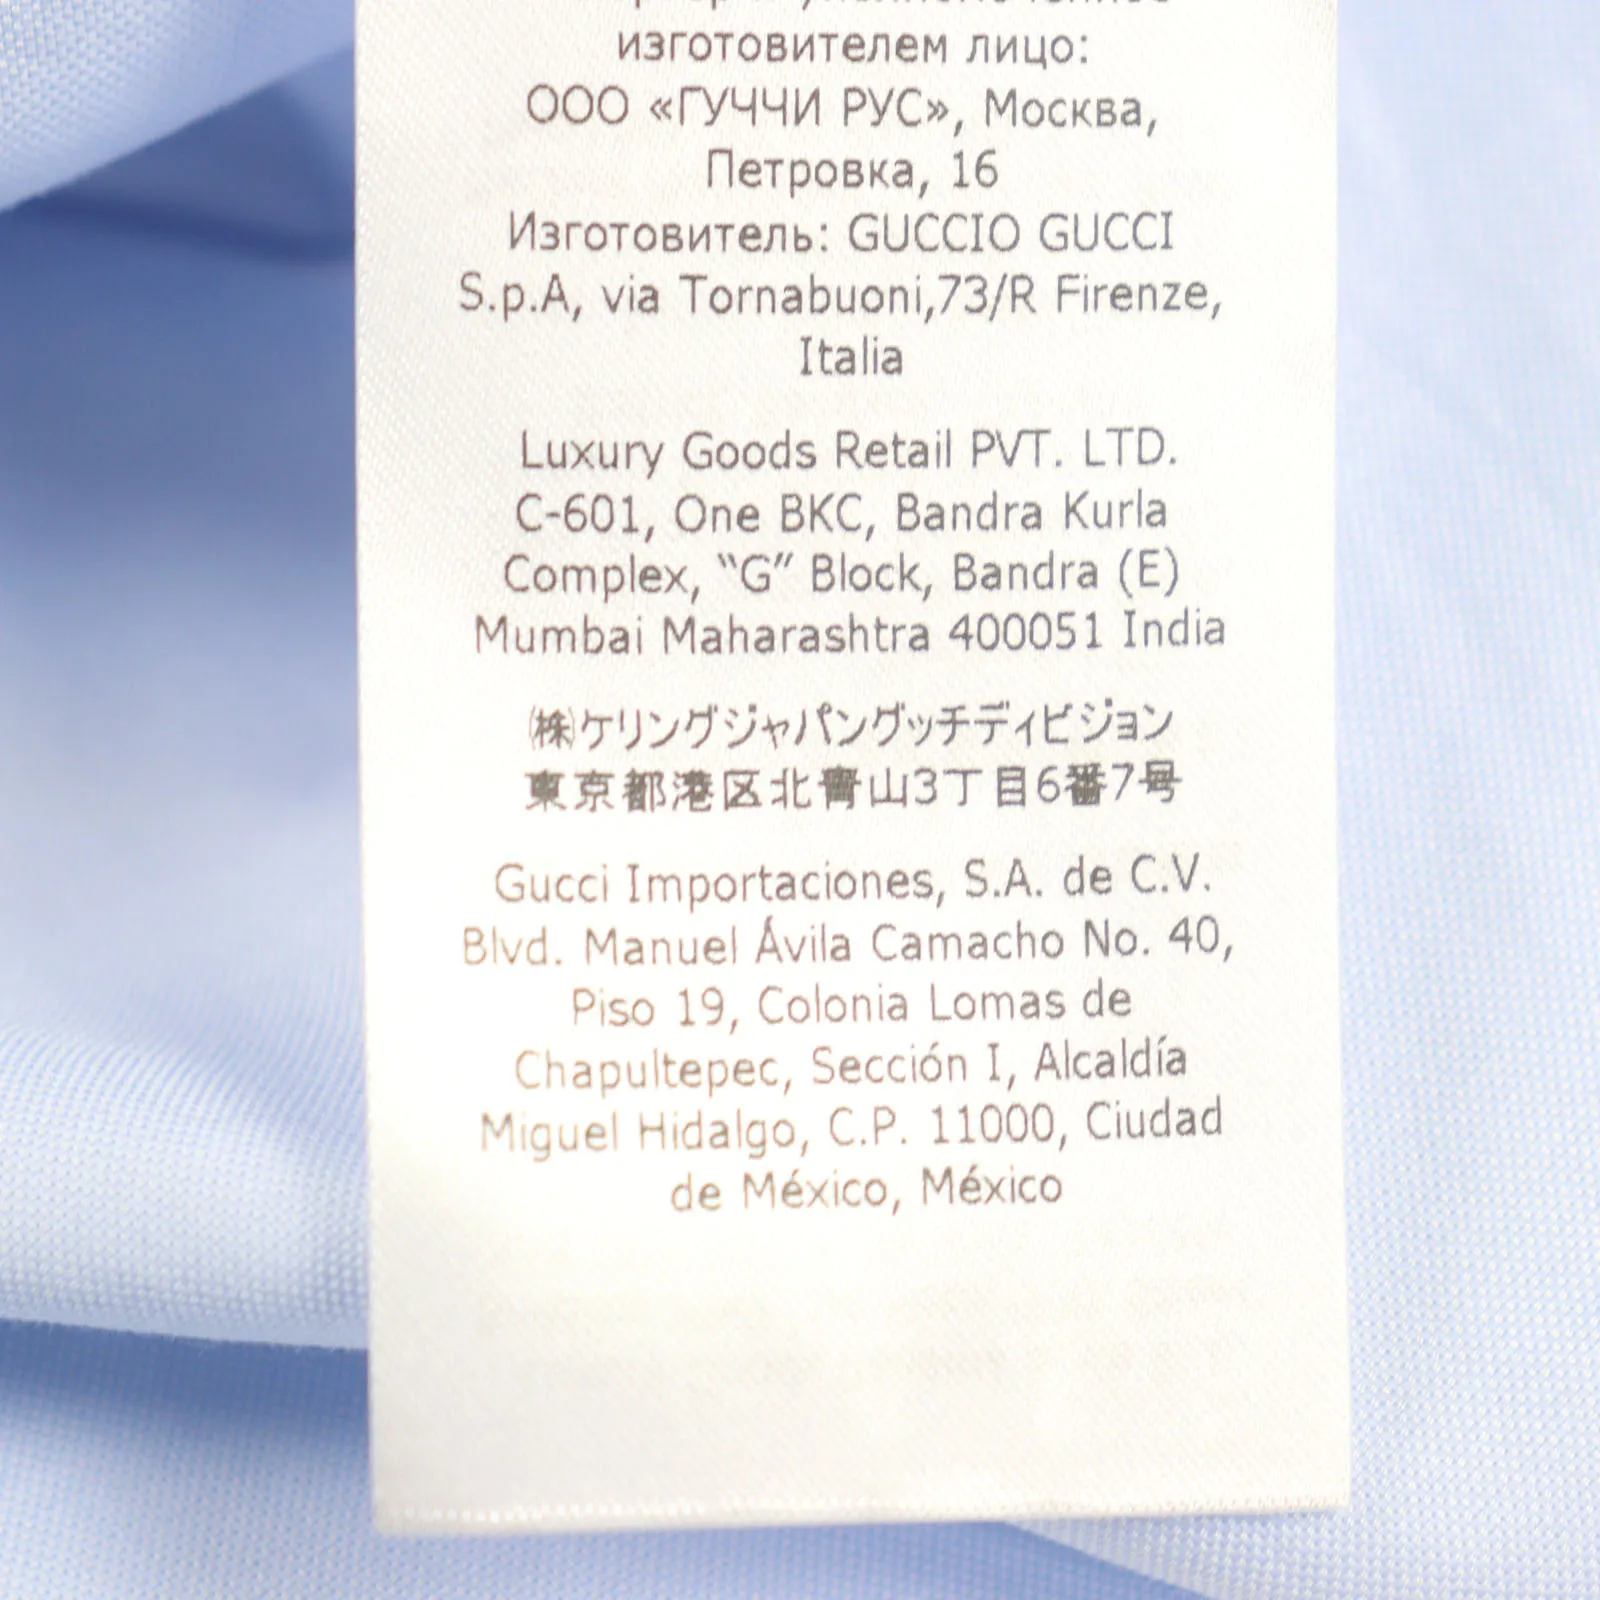 изготовителем лицо:
ООО «ГУЧЧИ РУС», Москва,
Петровка, 16
Изготовитель: GUCCIO GUCCI
S.p.A, via Tornabuoni,73/R Firenze,
Italia
Luxury Goods Retail PVT. LTD.
C-601, One BKC, Bandra Kurla
Complex, “G” Block, Bandra (E)
Mumbai Maharashtra 400051 India
㈱ケリングジャパングッチディビジョン
東京都港区北青山3丁目6番7号
Gucci Importaciones, S.A. de C.V.
Blvd. Manuel Ávila Camacho No. 40,
Piso 19, Colonia Lomas de
Chapultepec, Sección I, Alcaldía
Miguel Hidalgo, C.P. 11000, Ciudad
de México, México